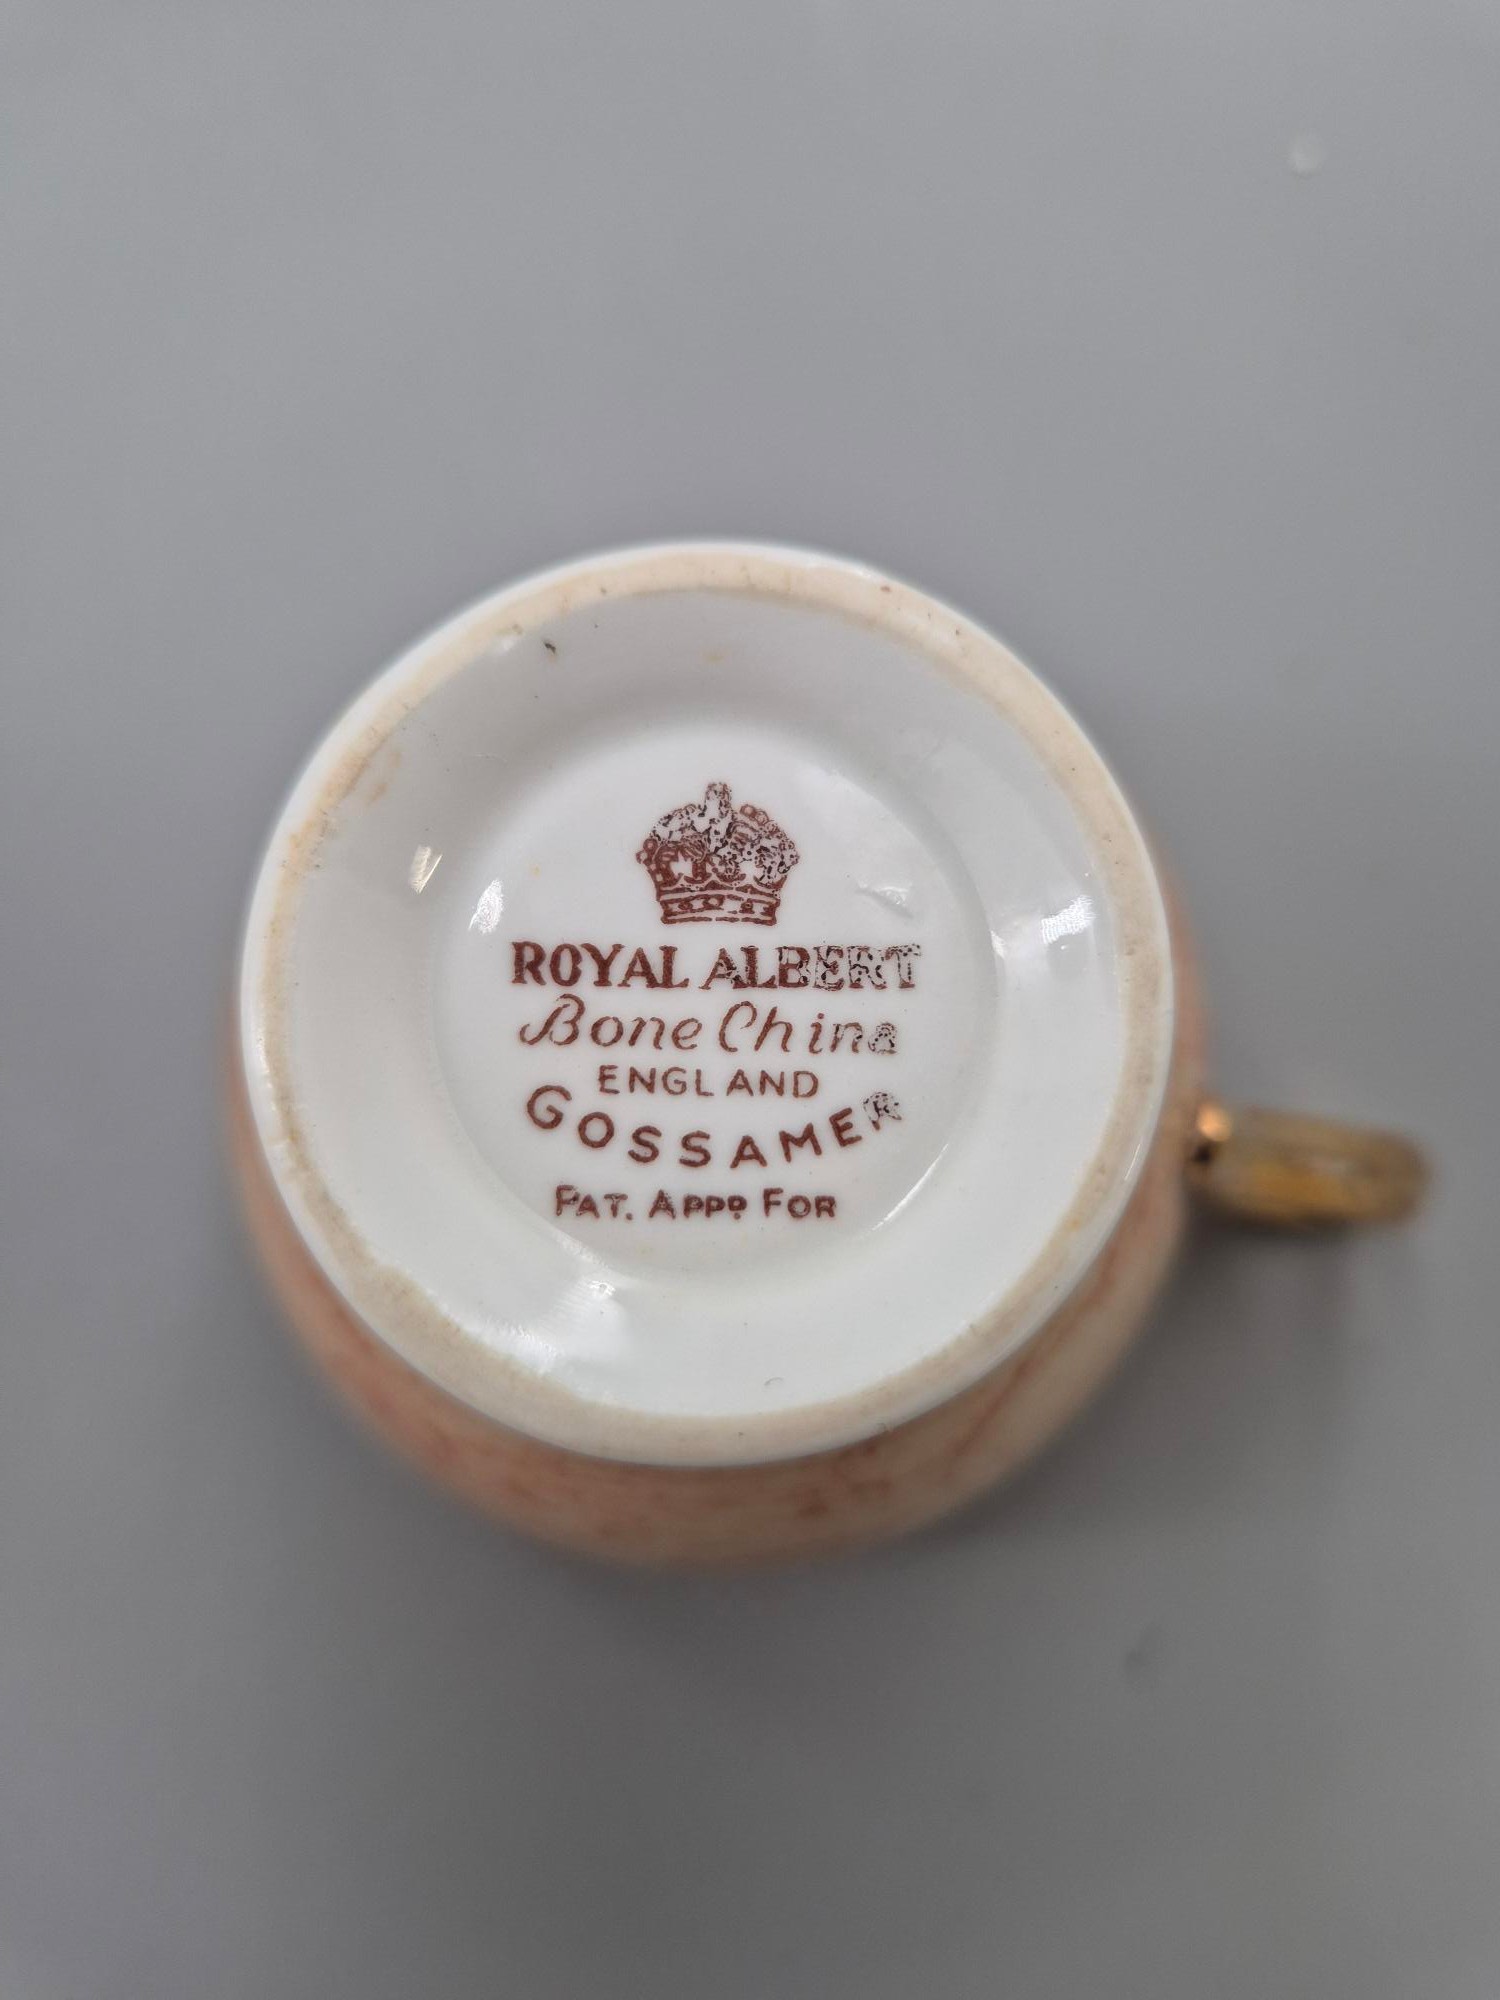 ROYAL ALBERT
Bone China
ENGLAND
GOSSAMER
PAT. APPD FOR